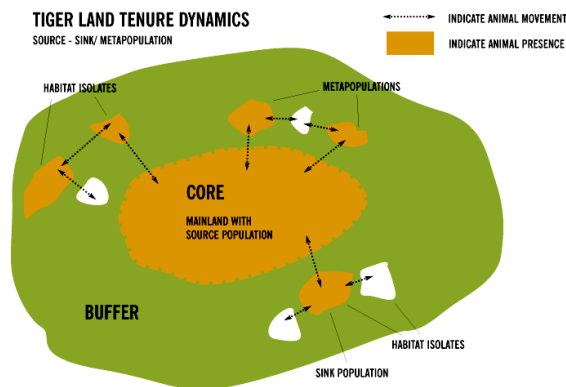 TIGER LAND TENURE DYNAMICS
SOURCE - SINK/ METAPOPULATION
INDICATE ANIMAL MOVEMENT
INDICATE ANIMAL PRESENCE
HABITAT ISOLATES
METAPOPULATIONS
CORE
MAINLAND WITH
SOURCE POPULATION
BUFFER
HABITAT ISOLATES
SINK POPULATION